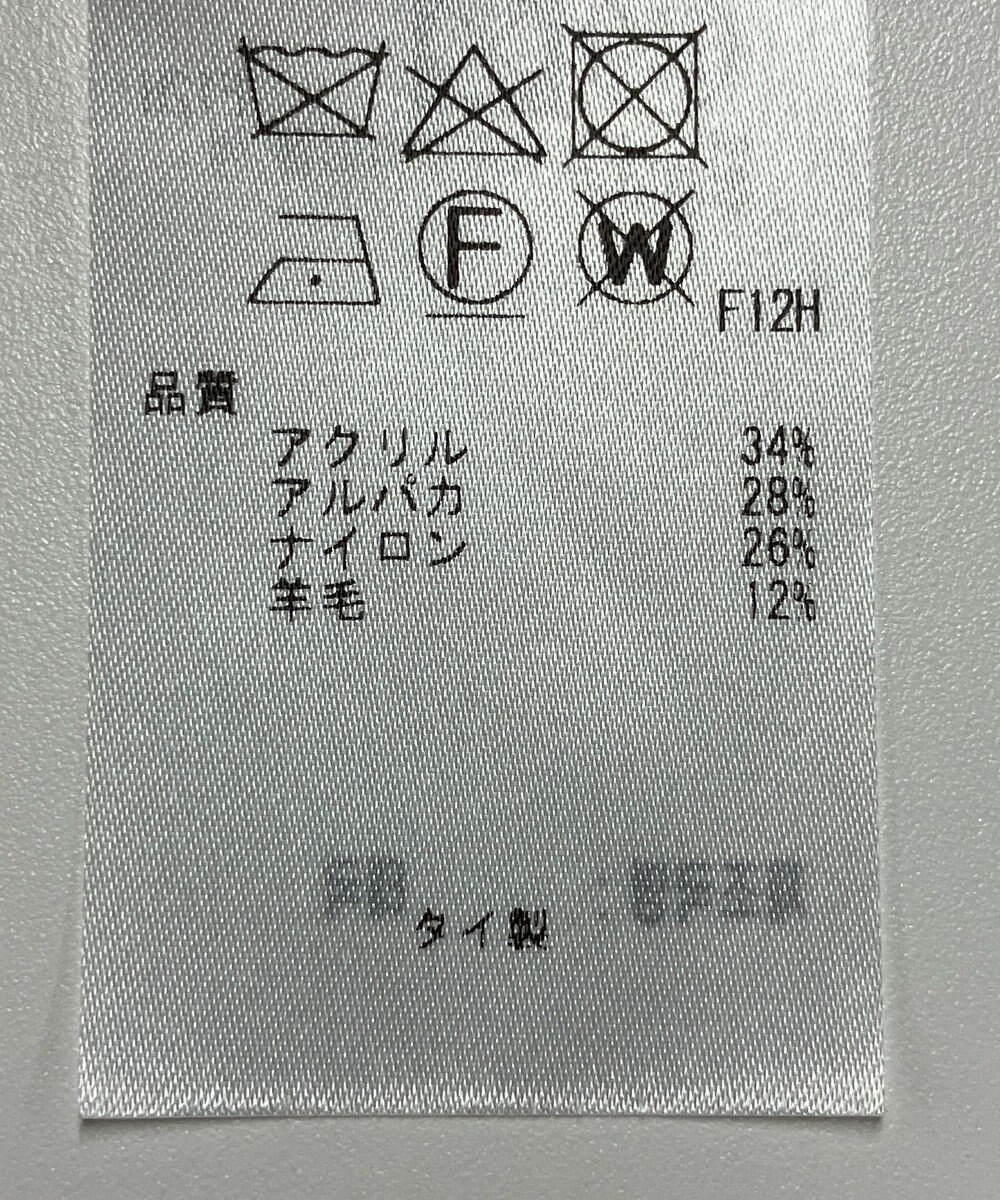 F
W
F12H
品質
アクリル 34%
アルパカ 28%
ナイロン 26%
羊毛 12%
タイ製